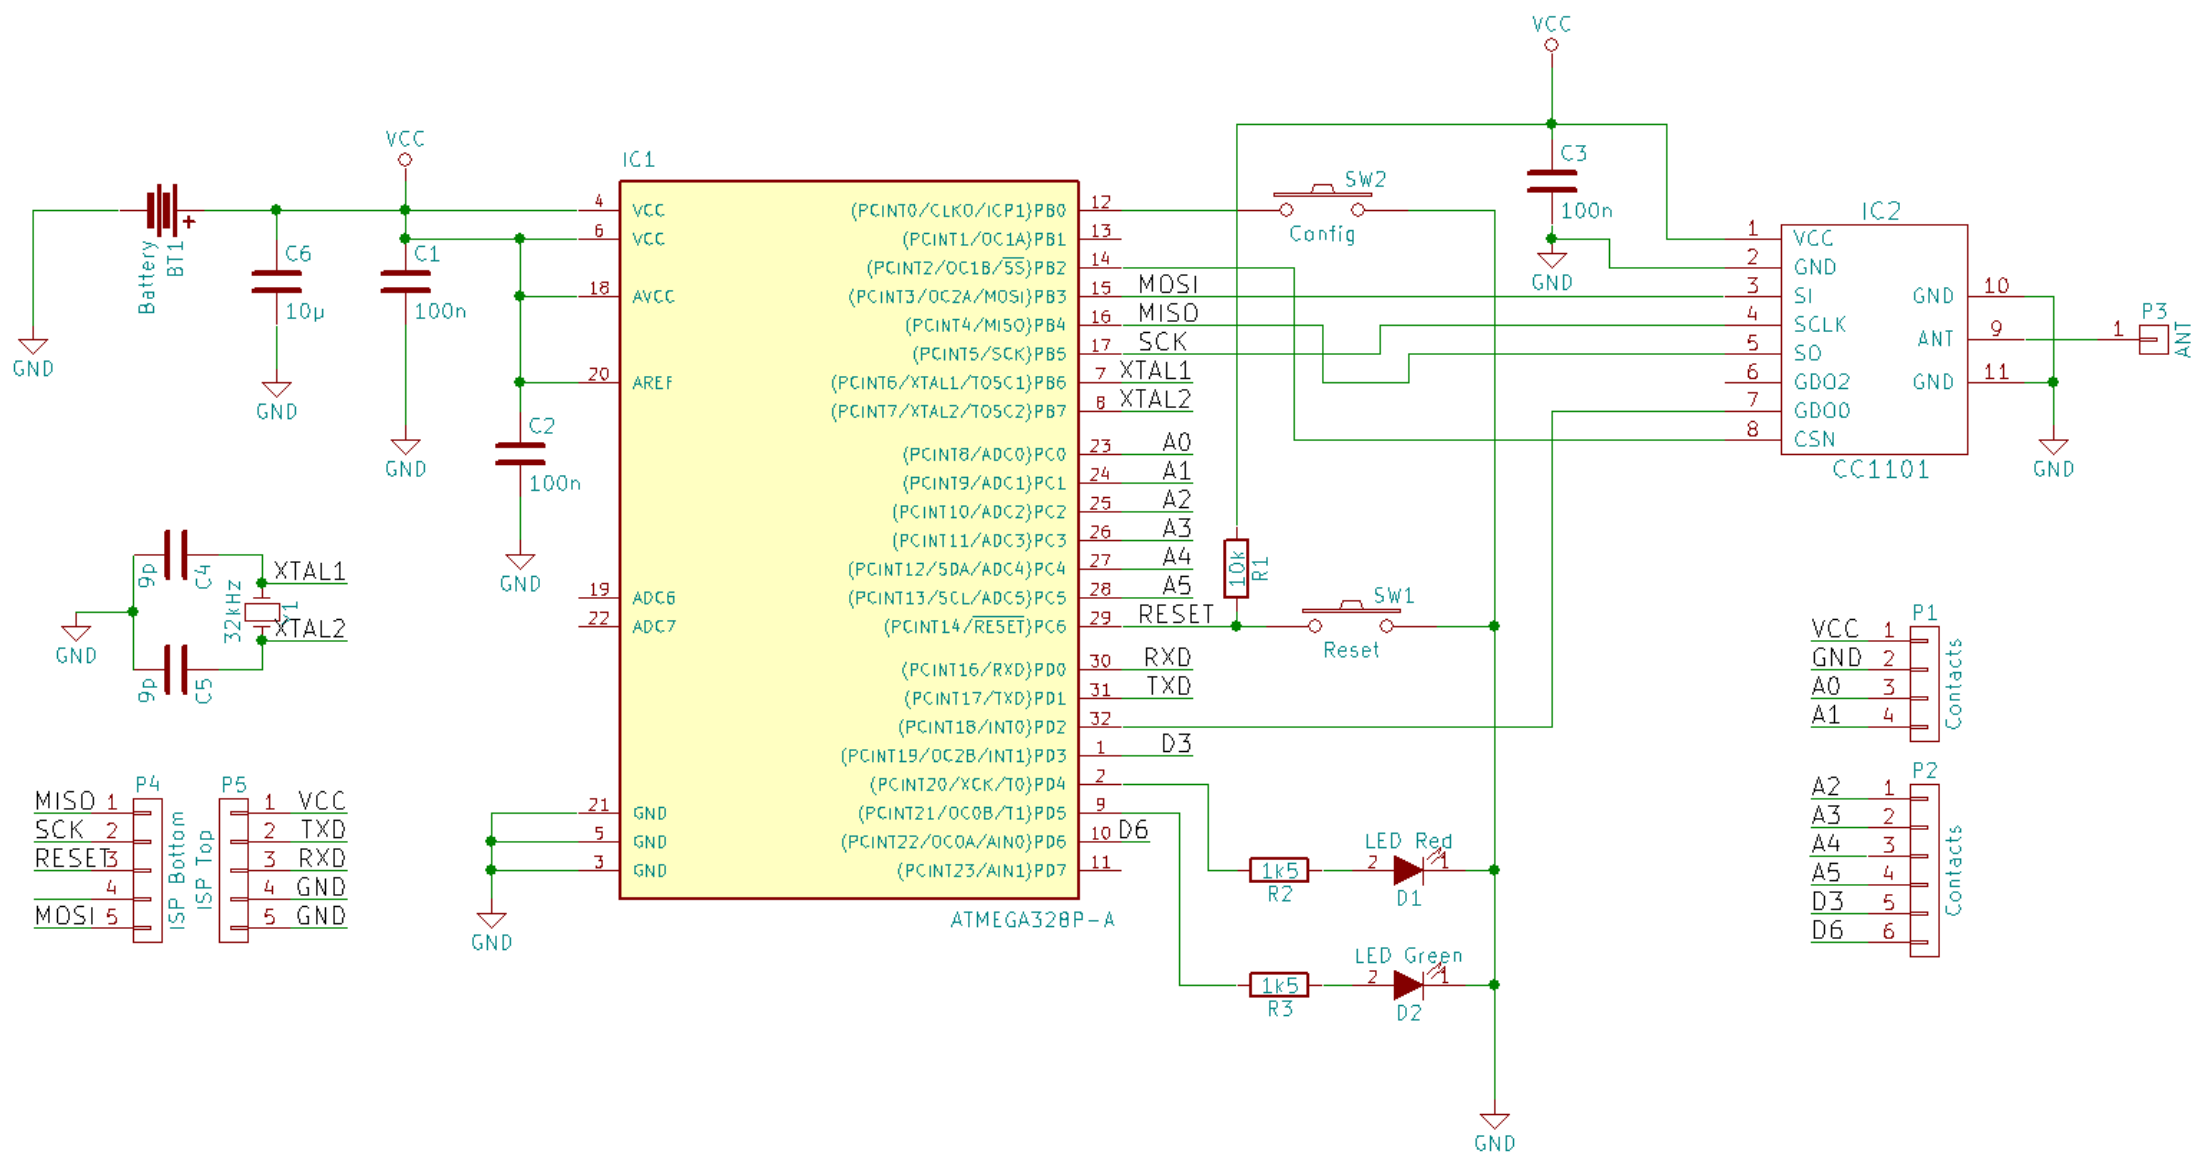 VCC
VCC
Battery
BT1
+
GND
C6
10µ
GND
C1
100n
GND
C2
100n
GND
IC1
4 VCC
6 VCC
18 AVCC
20 AREF
19 ADC6
22 ADC7
21 GND
5 GND
3 GND
GND
(PCINT0/CLKO/ICP1)PB0 12
(PCINT1/OC1A)PB1 13
(PCINT2/OC1B/SS)PB2 14
(PCINT3/OC2A/MOSI)PB3 15 MOSI
(PCINT4/MISO)PB4 16 MISO
(PCINT5/SCK)PB5 17 SCK
(PCINT6/XTAL1/TOSC1)PB6 7 XTAL1
(PCINT7/XTAL2/TOSC2)PB7 8 XTAL2
(PCINT8/ADC0)PC0 23 A0
(PCINT9/ADC1)PC1 24 A1
(PCINT10/ADC2)PC2 25 A2
(PCINT11/ADC3)PC3 26 A3
(PCINT12/SDA/ADC4)PC4 27 A4
(PCINT13/SCL/ADC5)PC5 28 A5
(PCINT14/RESET)PC6 29 RESET
(PCINT16/RXD)PD0 30 RXD
(PCINT17/TXD)PD1 31 TXD
(PCINT18/INT0)PD2 32
(PCINT19/OC2B/INT1)PD3 1 D3
(PCINT20/XCK/T0)PD4 2
(PCINT21/OC0B/T1)PD5 9
(PCINT22/OC0A/AIN0)PD6 10 D6
(PCINT23/AIN1)PD7 11
ATMEGA328P-A
9p
C4
XTAL1
32kHz
Y1
XTAL2
GND
9p
C5
P4
MISO 1
SCK 2
RESET 3
4
MOSI 5
ISP Bottom
P5
1 VCC
2 TXD
3 RXD
4 GND
5 GND
ISP Top
SW2
Config
10k
R1
SW1
Reset
LED Red
1k5
R2
2
1
D1
LED Green
1k5
R3
2
1
D2
GND
C3
100n
GND
IC2
1 VCC
2 GND
3 SI
4 SCLK
5 SO
6 GDO2
7 GDO0
8 CSN
GND 10
ANT 9
GND 11
CC1101
GND
P3
1
ANT
P1
VCC 1
GND 2
A0 3
A1 4
Contacts
P2
A2 1
A3 2
A4 3
A5 4
D3 5
D6 6
Contacts